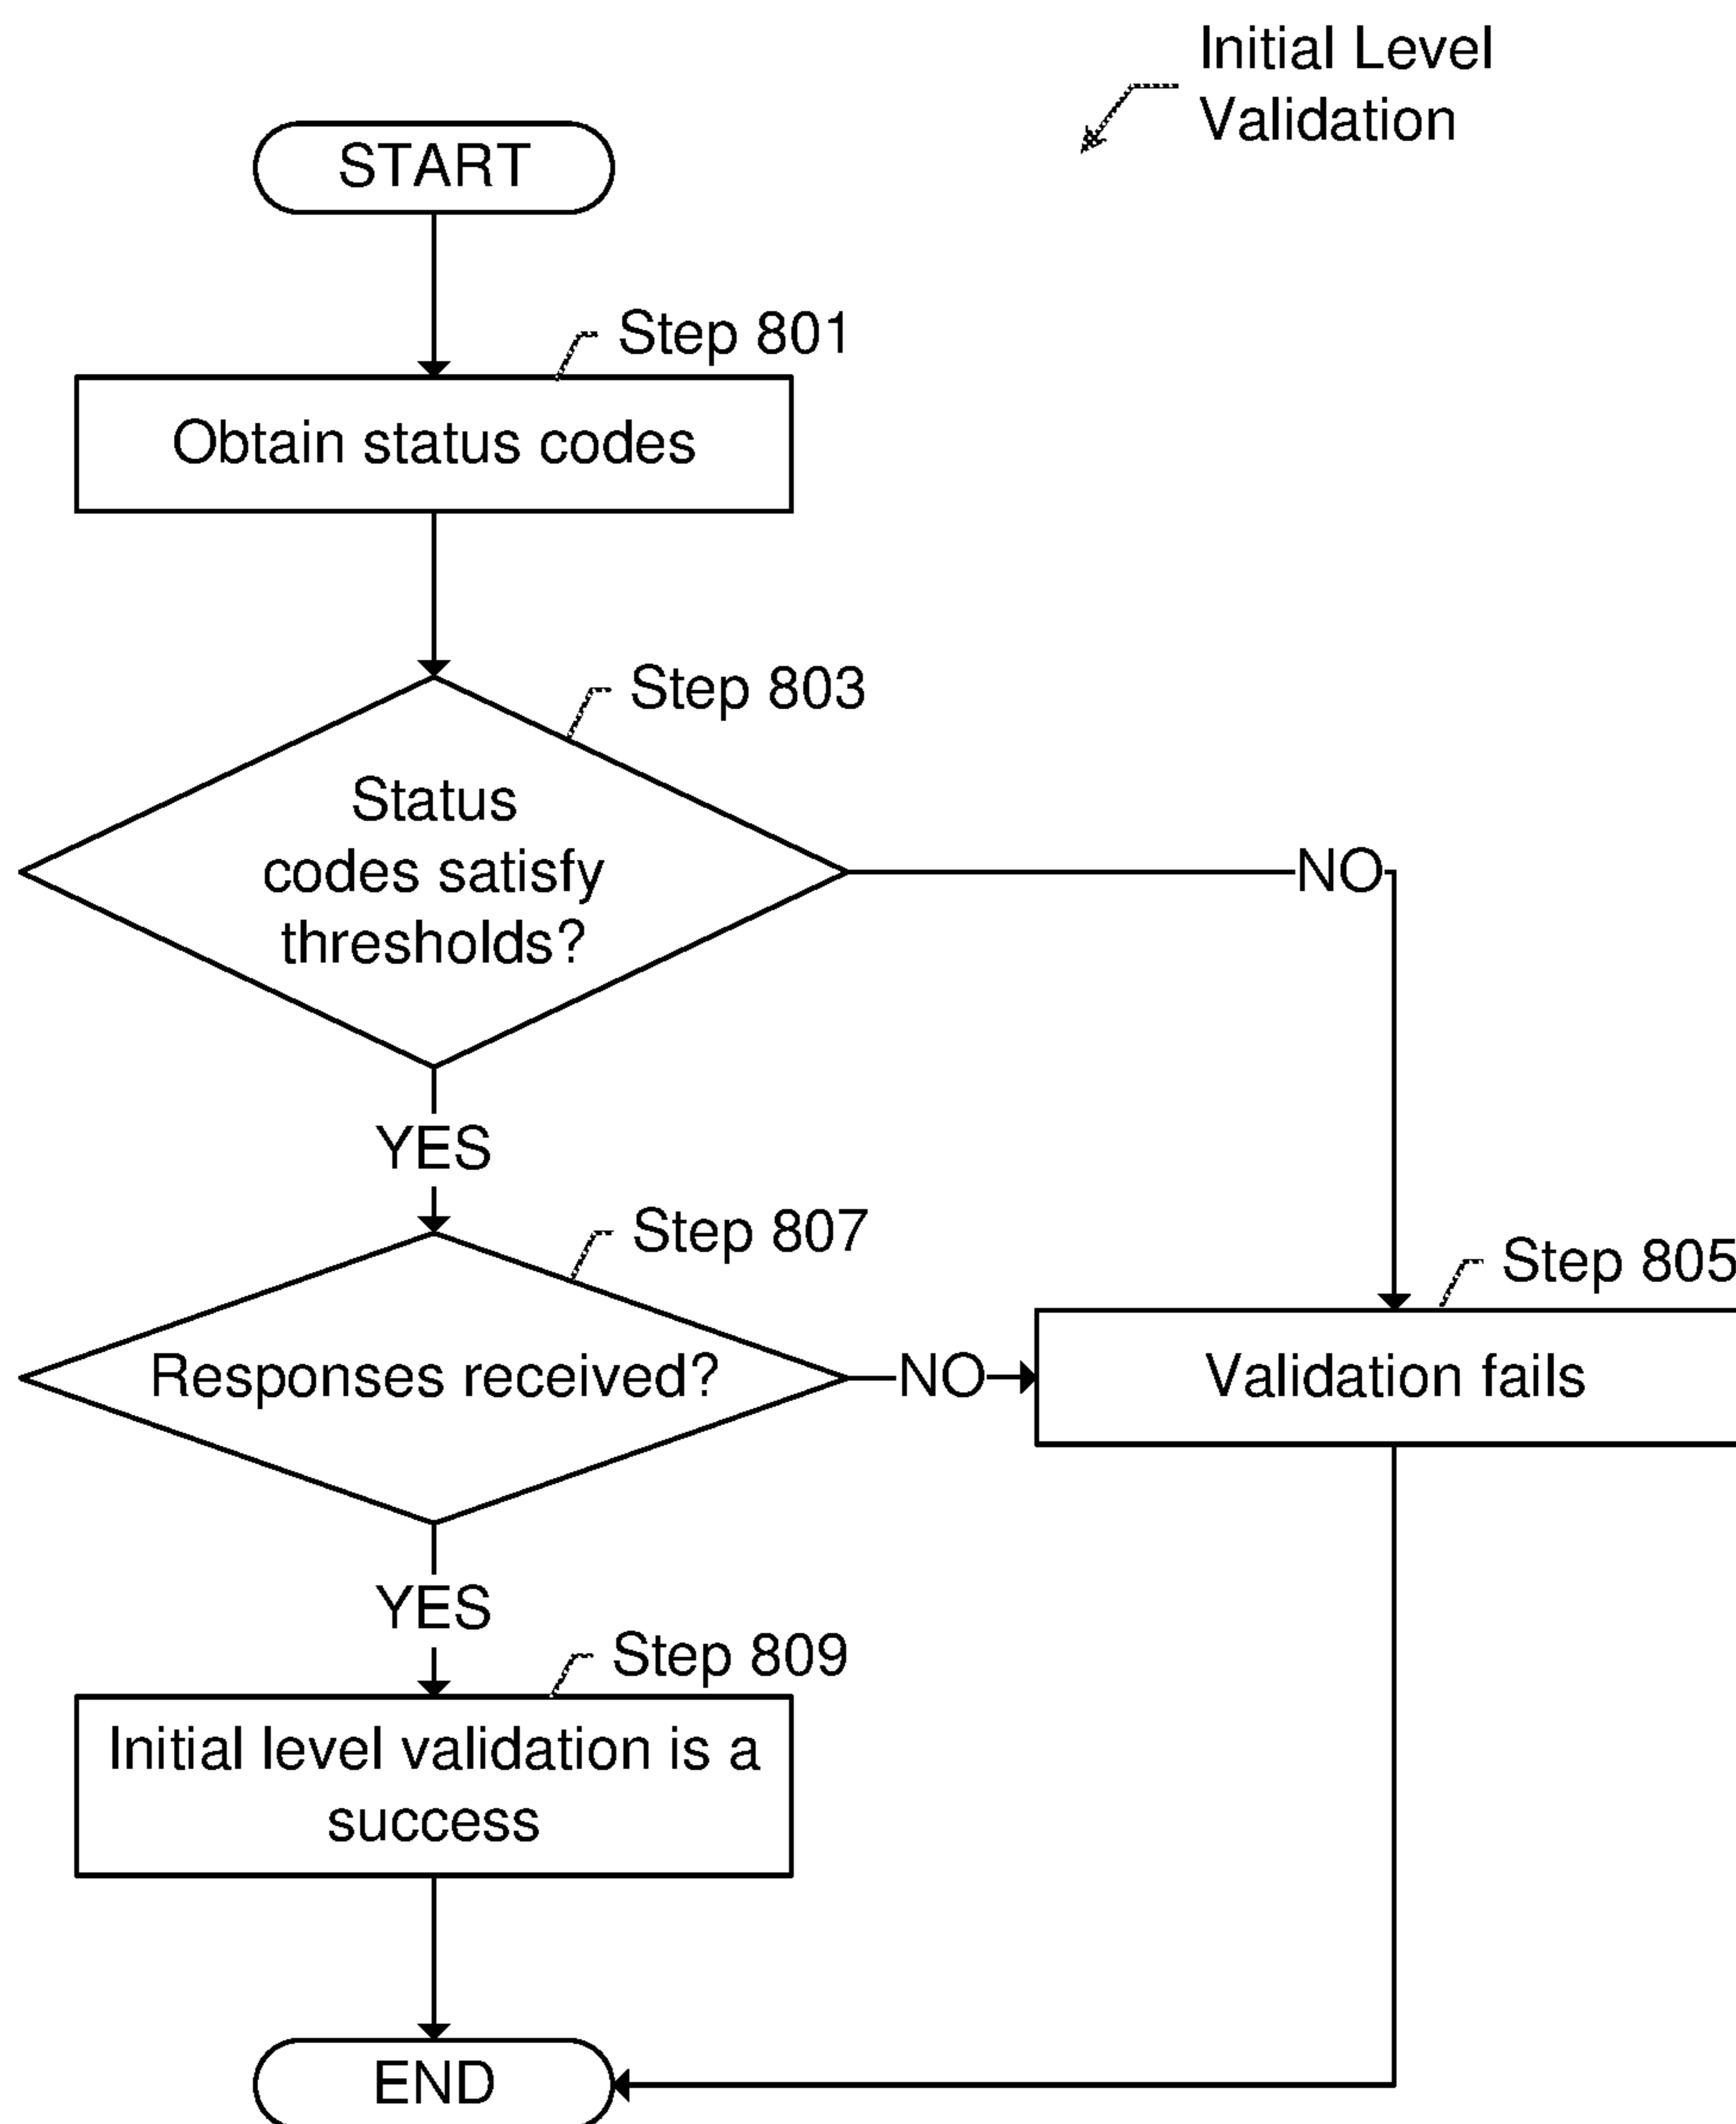 Initial Level
Validation
START
Step 801
Obtain status codes
Step 803
Status
codes satisfy
thresholds?
NO
YES
Step 807
Step 805
Responses received?
NO
Validation fails
YES
Step 809
Initial level validation is a
success
END